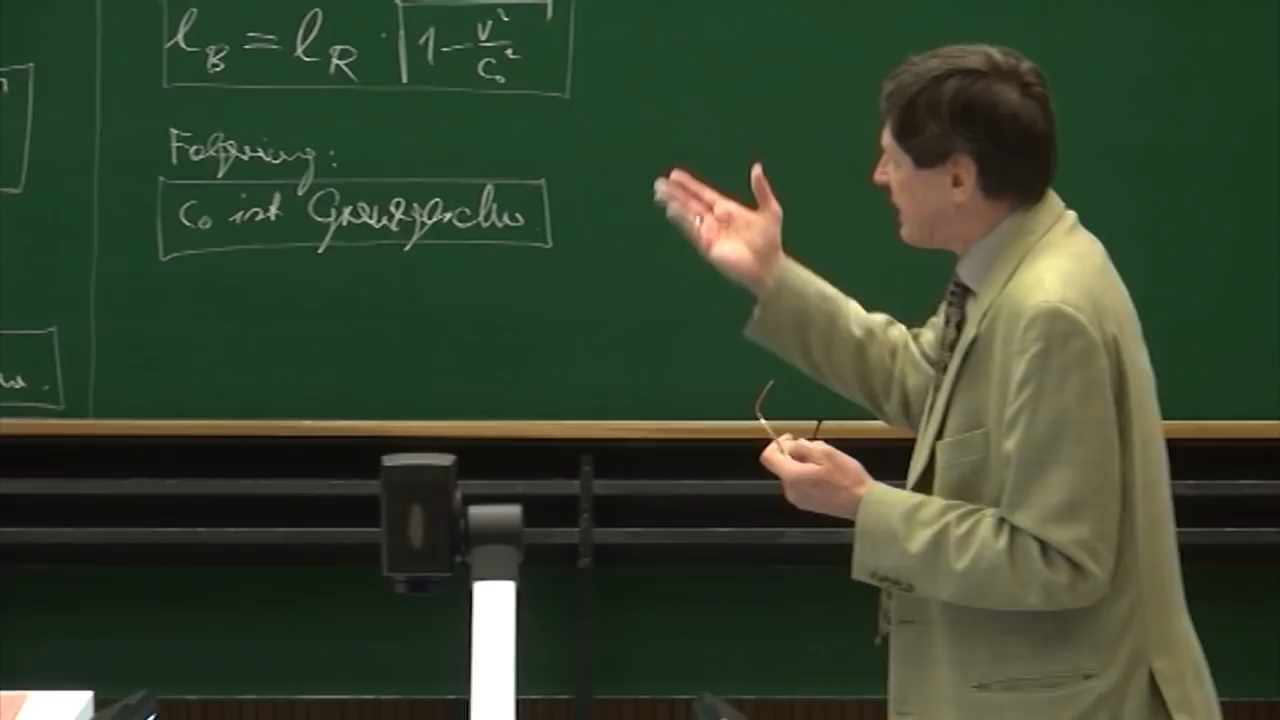 l_B = l_R · √(1 - v²/c₀²)
Folgerung:
c₀ ist Grenzgeschw.